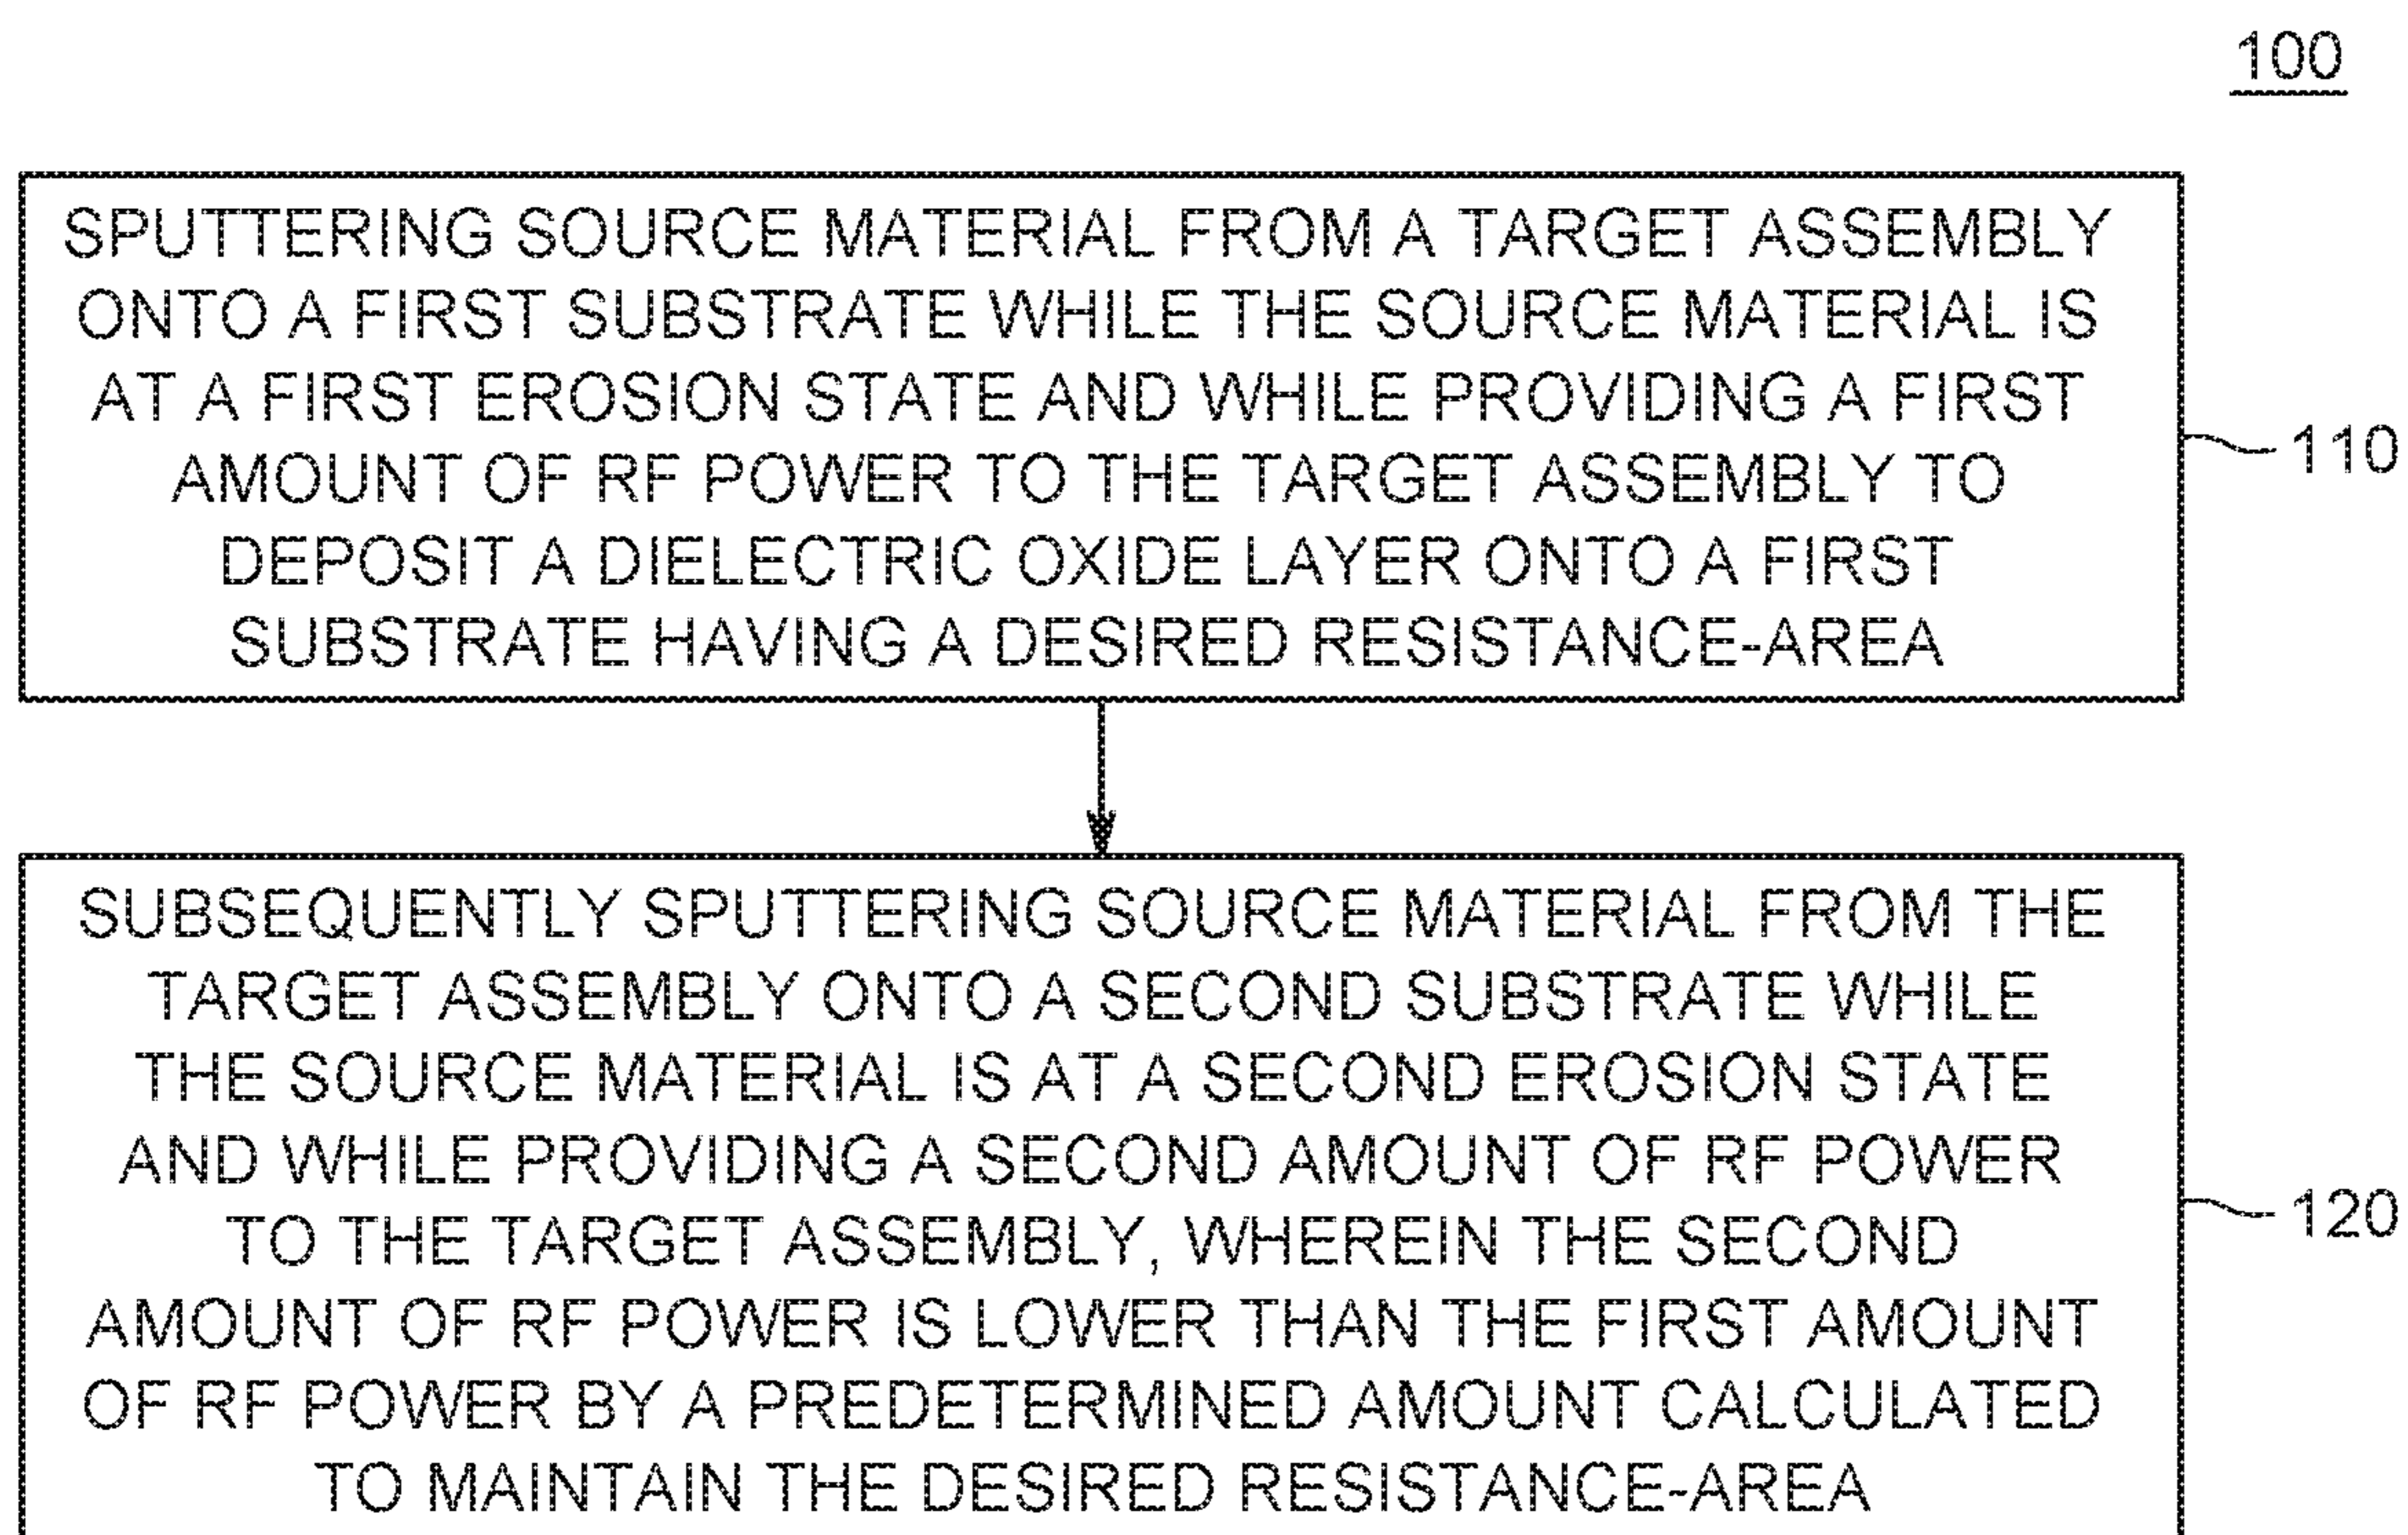 100
SPUTTERING SOURCE MATERIAL FROM A TARGET ASSEMBLY
ONTO A FIRST SUBSTRATE WHILE THE SOURCE MATERIAL IS
AT A FIRST EROSION STATE AND WHILE PROVIDING A FIRST
AMOUNT OF RF POWER TO THE TARGET ASSEMBLY TO
DEPOSIT A DIELECTRIC OXIDE LAYER ONTO A FIRST
SUBSTRATE HAVING A DESIRED RESISTANCE-AREA
110
SUBSEQUENTLY SPUTTERING SOURCE MATERIAL FROM THE
TARGET ASSEMBLY ONTO A SECOND SUBSTRATE WHILE
THE SOURCE MATERIAL IS AT A SECOND EROSION STATE
AND WHILE PROVIDING A SECOND AMOUNT OF RF POWER
TO THE TARGET ASSEMBLY, WHEREIN THE SECOND
AMOUNT OF RF POWER IS LOWER THAN THE FIRST AMOUNT
OF RF POWER BY A PREDETERMINED AMOUNT CALCULATED
TO MAINTAIN THE DESIRED RESISTANCE-AREA
120